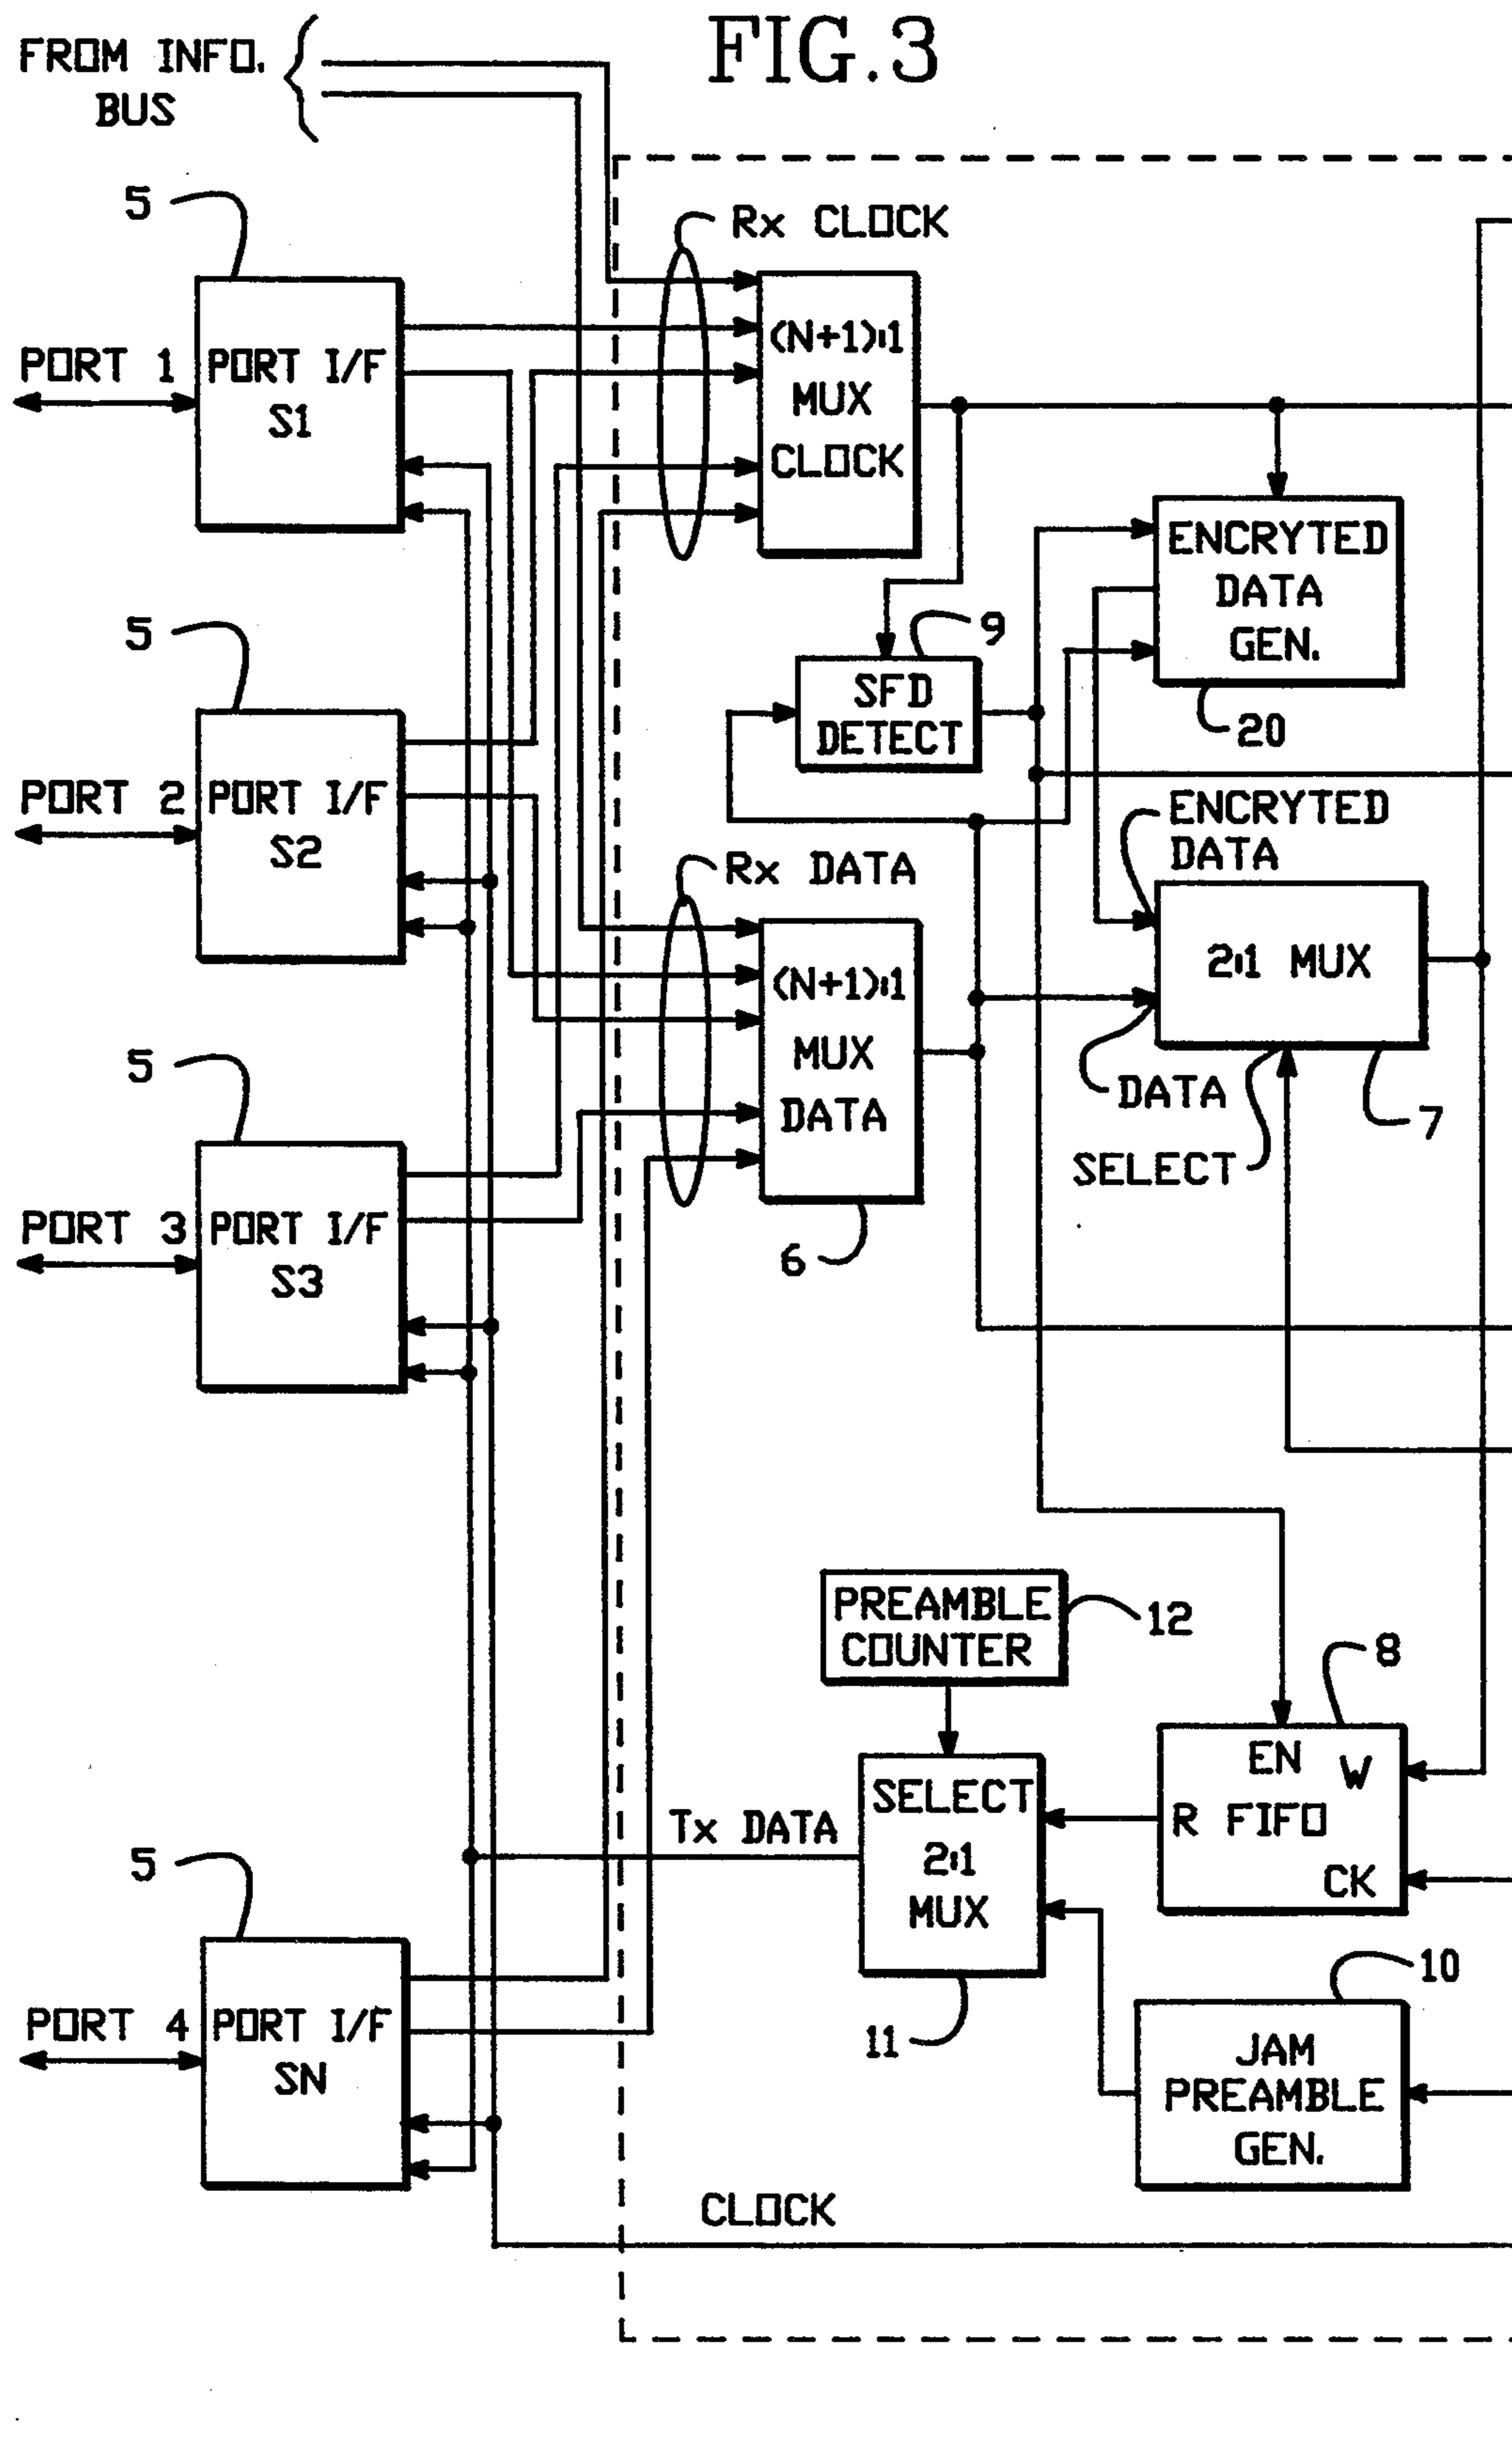 FIG.3
FROM INFO.
BUS
5
Rx CLOCK
PORT 1
PORT I/F
S1
(N+1):1
MUX
CLOCK
ENCRYTED
DATA
GEN.
20
5
9
SFD
DETECT
PORT 2
PORT I/F
S2
ENCRYTED
DATA
Rx DATA
2:1 MUX
(N+1):1
MUX
DATA
6
DATA
SELECT
7
5
PORT 3
PORT I/F
S3
PREAMBLE
COUNTER
12
8
EN
W
R FIFO
CK
SELECT
2:1
MUX
Tx DATA
11
5
10
JAM
PREAMBLE
GEN.
PORT 4
PORT I/F
SN
CLOCK